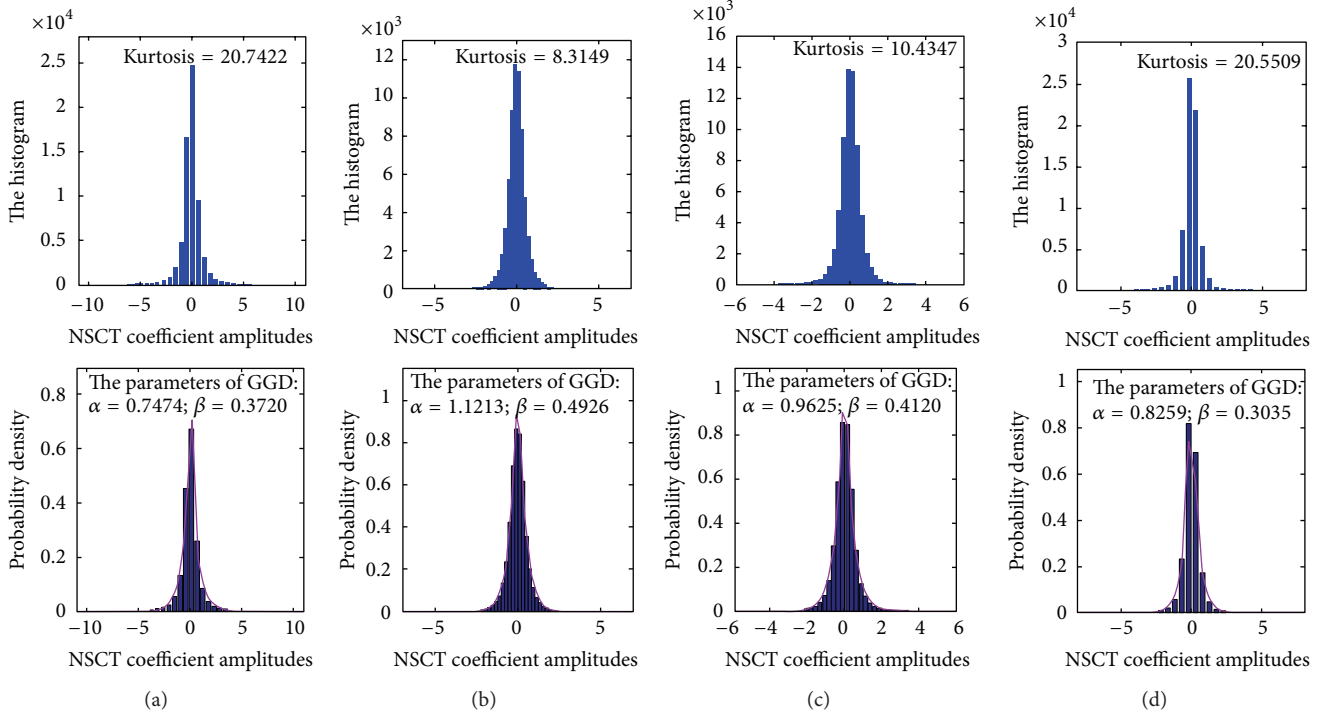 ×10⁴
Kurtosis = 20.7422
The histogram
2.5
2
1.5
1
0.5
0
−10
−5
0
5
10
NSCT coefficient amplitudes
The parameters of GGD:
α = 0.7474; β = 0.3720
Probability density
0.8
0.6
0.4
0.2
0
−10
−5
0
5
10
NSCT coefficient amplitudes
(a)
×10³
Kurtosis = 8.3149
The histogram
12
10
8
6
4
2
0
−5
0
5
NSCT coefficient amplitudes
The parameters of GGD:
α = 1.1213; β = 0.4926
Probability density
1
0.8
0.6
0.4
0.2
0
−5
0
5
NSCT coefficient amplitudes
(b)
×10³
Kurtosis = 10.4347
The histogram
16
14
12
10
8
6
4
2
0
−6
−4
−2
0
2
4
6
NSCT coefficient amplitudes
The parameters of GGD:
α = 0.9625; β = 0.4120
Probability density
1
0.8
0.6
0.4
0.2
0
−6
−4
−2
0
2
4
6
NSCT coefficient amplitudes
(c)
×10⁴
Kurtosis = 20.5509
The histogram
3
2.5
2
1.5
1
0.5
0
−5
0
5
NSCT coefficient amplitudes
The parameters of GGD:
α = 0.8259; β = 0.3035
Probability density
1
0.8
0.6
0.4
0.2
0
−5
0
5
NSCT coefficient amplitudes
(d)